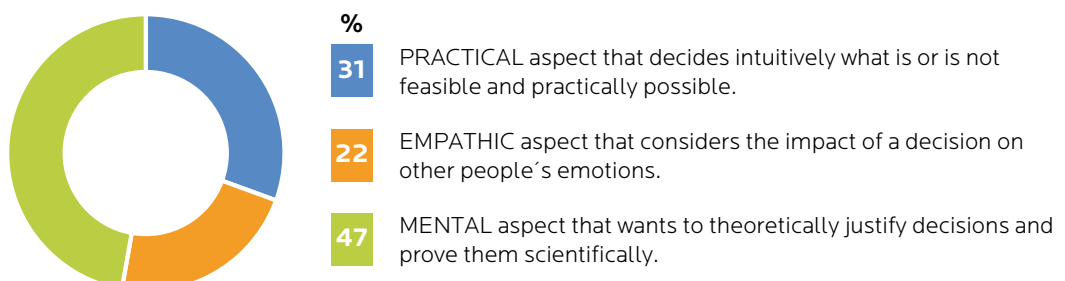 %
31
PRACTICAL aspect that decides intuitively what is or is not
feasible and practically possible.
22
EMPATHIC aspect that considers the impact of a decision on
other people´s emotions.
47
MENTAL aspect that wants to theoretically justify decisions and
prove them scientifically.